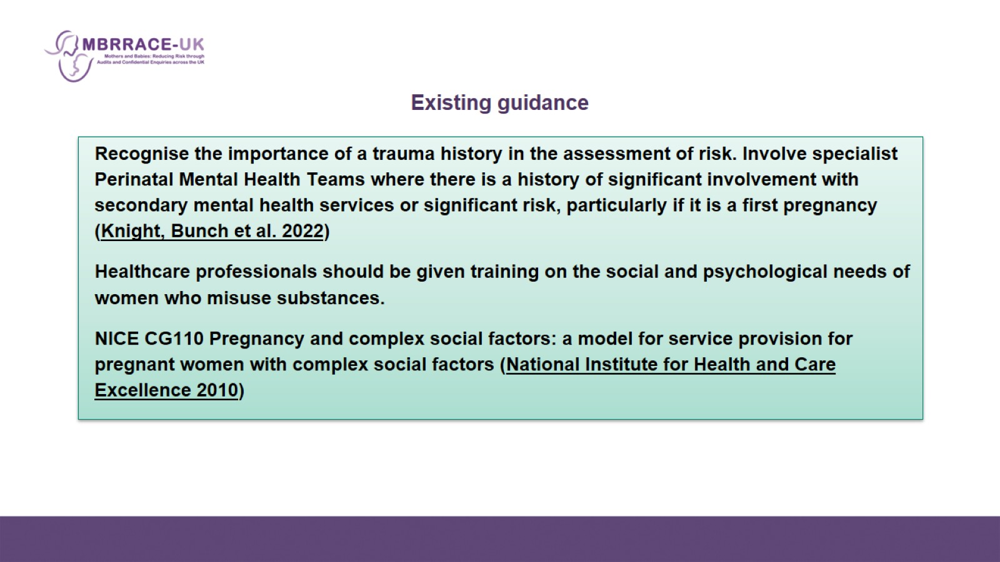 MBRRACE-UK
Mothers and Babies: Reducing Risk through
Audits and Confidential Enquiries across the UK
Existing guidance
Recognise the importance of a trauma history in the assessment of risk. Involve specialist
Perinatal Mental Health Teams where there is a history of significant involvement with
secondary mental health services or significant risk, particularly if it is a first pregnancy
(Knight, Bunch et al. 2022)
Healthcare professionals should be given training on the social and psychological needs of
women who misuse substances.
NICE CG110 Pregnancy and complex social factors: a model for service provision for
pregnant women with complex social factors (National Institute for Health and Care
Excellence 2010)